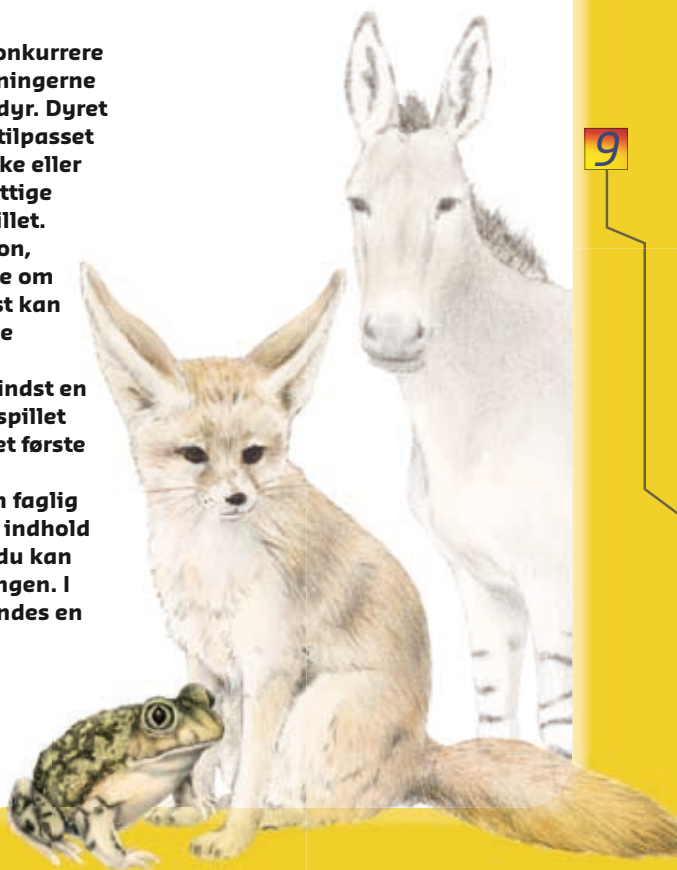 onkurrere
ningerne
dyr. Dyret
tilpasset
ke eller
ttige
illet.
on,
e om
st kan
e
indst en
spillet
et første
n faglig
indhold
du kan
ngen. I
ndes en
9